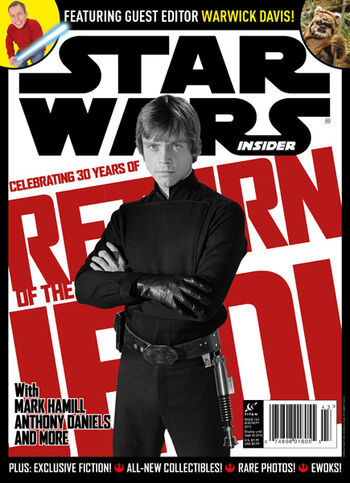 FEATURING GUEST EDITOR WARWICK DAVIS!
STAR
WARS
INSIDER
CELEBRATING 30 YEARS OF
RETURN
OF THE
JEDI
With
MARK HAMILL
ANTHONY DANIELS
AND MORE
TITAN
PLUS: EXCLUSIVE FICTION! ALL-NEW COLLECTIBLES! RARE PHOTOS! EWOKS!